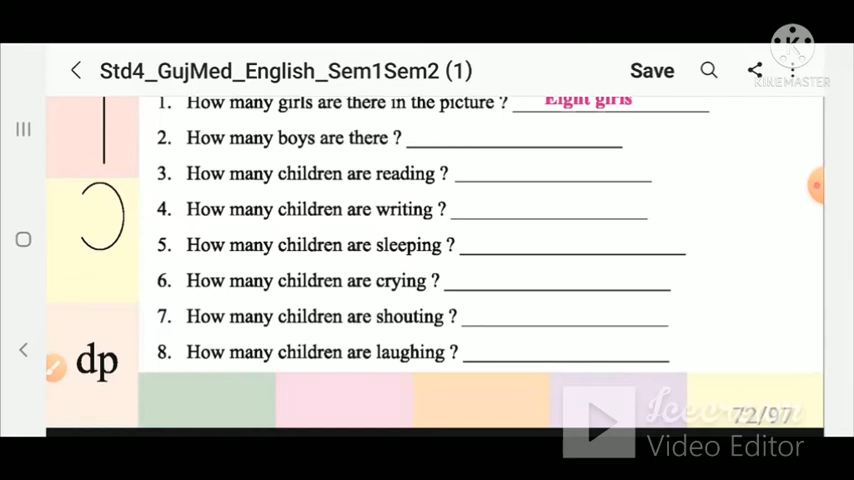 Std4_GujMed_English_Sem1Sem2 (1)
Save
KINEMASTER
1. How many girls are there in the picture ? Eight girls
2. How many boys are there ?
3. How many children are reading ?
4. How many children are writing ?
5. How many children are sleeping ?
6. How many children are crying ?
7. How many children are shouting ?
8. How many children are laughing ?
dp
72/97
Video Editor